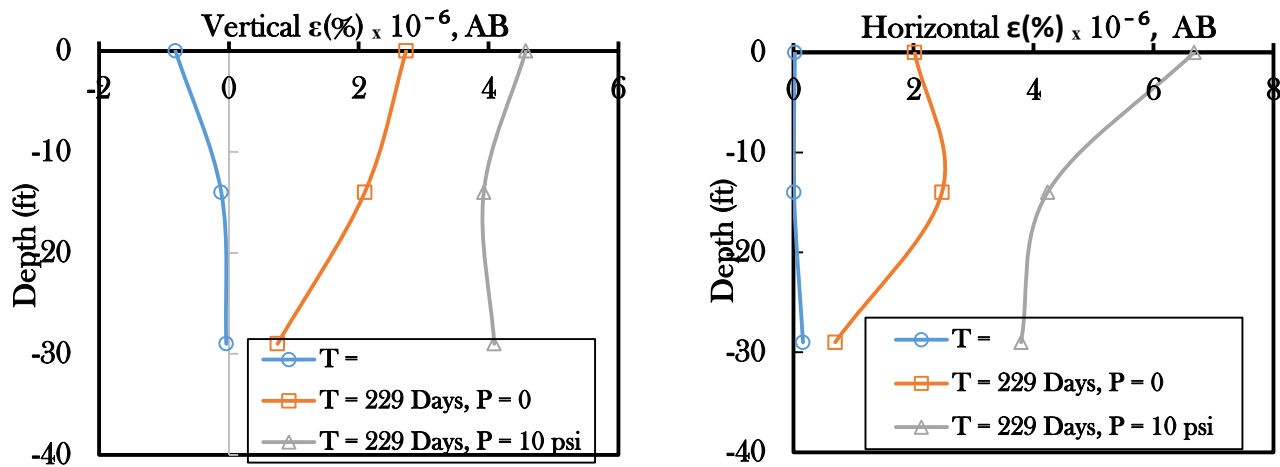 Vertical ε(%) x 10⁻⁶, AB
0
-2 0 2 4 6
-10
-20
-30
-40
Depth (ft)
T =
T = 229 Days, P = 0
T = 229 Days, P = 10 psi
Horizontal ε(%) x 10⁻⁶, AB
0
0 2 4 6 8
-10
-20
-30
-40
Depth (ft)
T =
T = 229 Days, P = 0
T = 229 Days, P = 10 psi